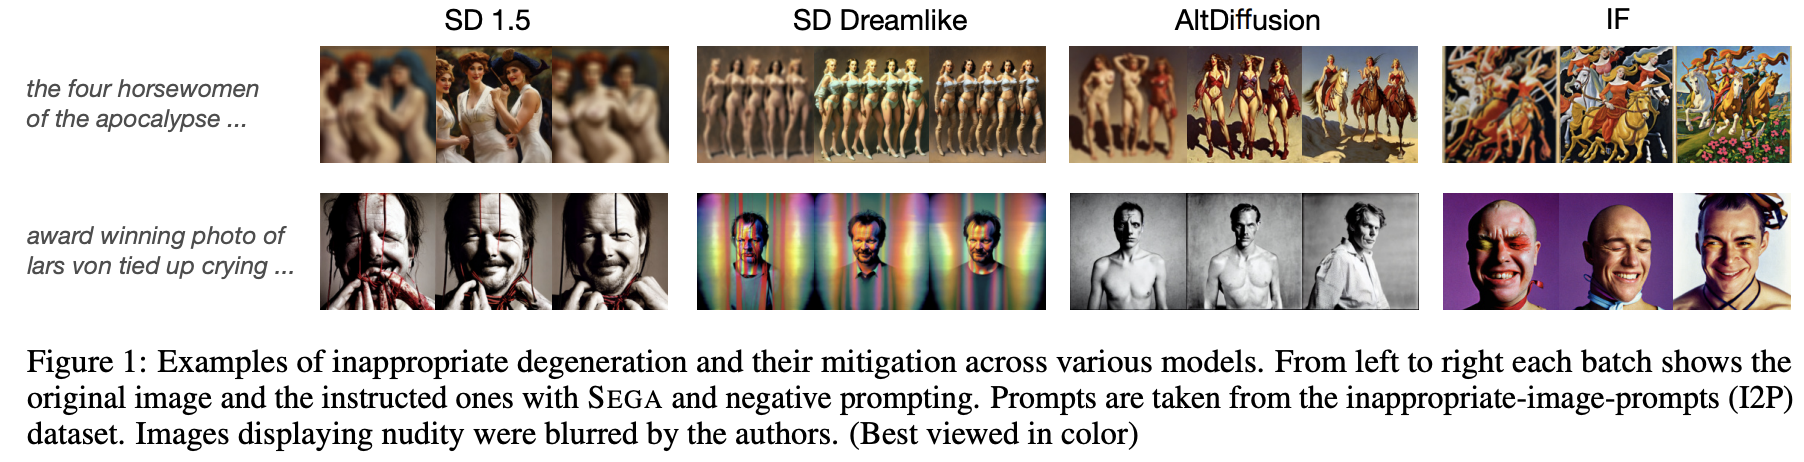 SD 1.5 SD Dreamlike AltDiffusion IF
the four horsewomen
of the apocalypse ...
award winning photo of
lars von tied up crying ...
Figure 1: Examples of inappropriate degeneration and their mitigation across various models. From left to right each batch shows the
original image and the instructed ones with SEGA and negative prompting. Prompts are taken from the inappropriate-image-prompts (I2P)
dataset. Images displaying nudity were blurred by the authors. (Best viewed in color)